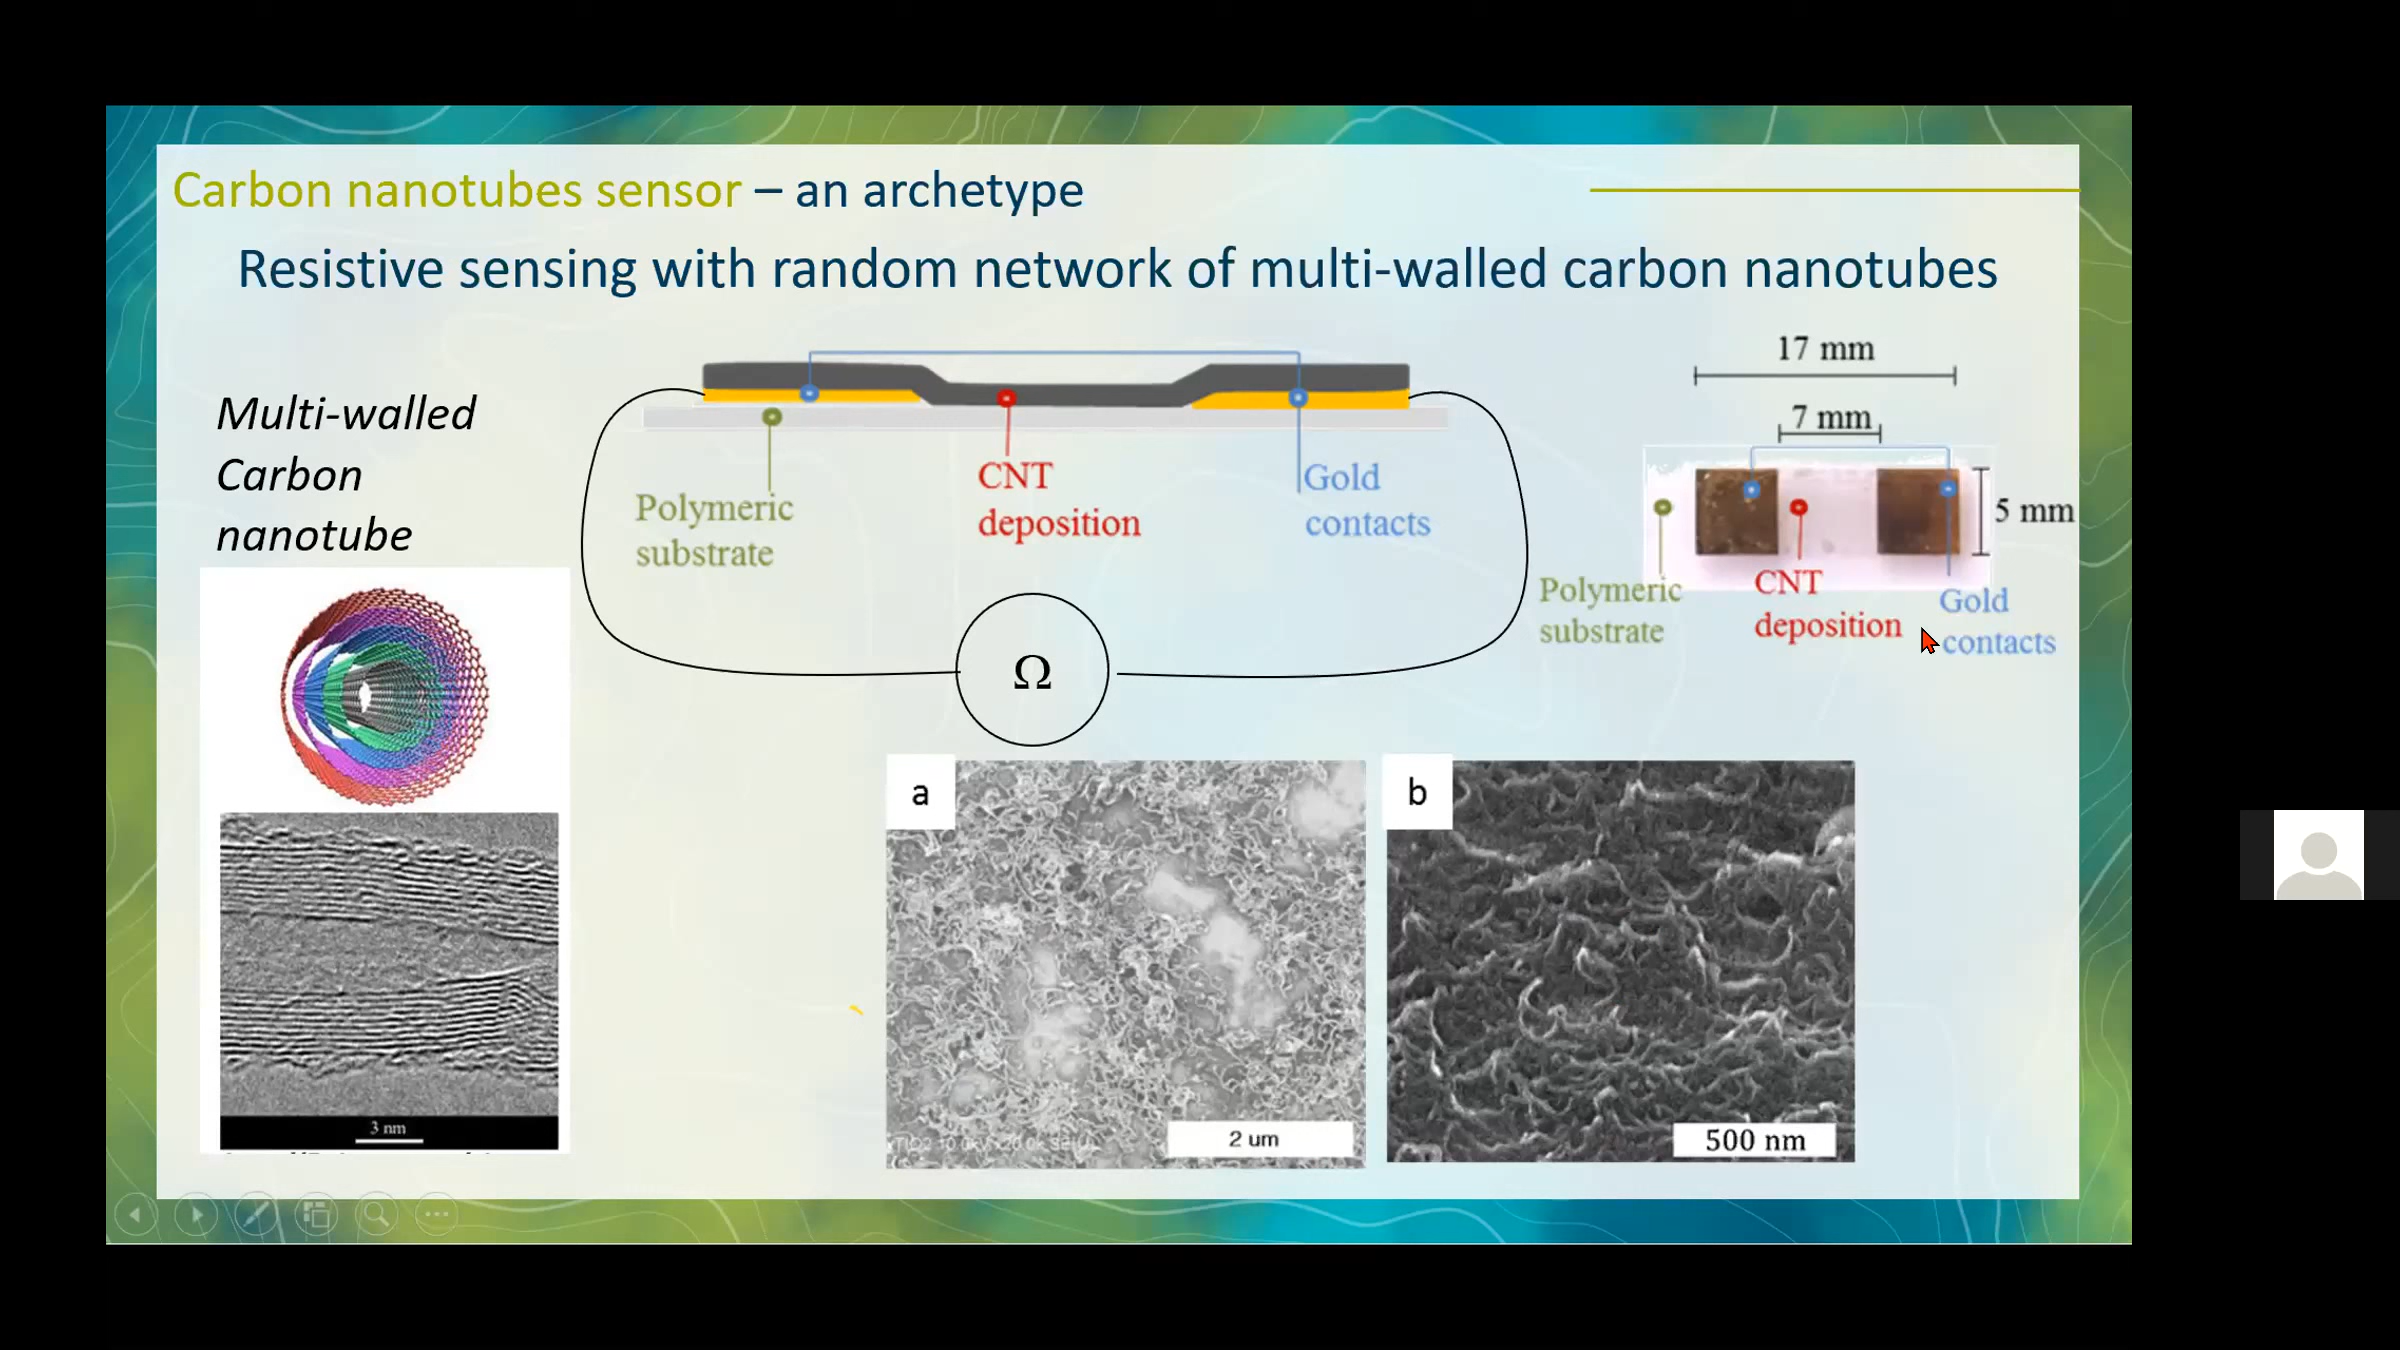 Carbon nanotubes sensor – an archetype
Resistive sensing with random network of multi-walled carbon nanotubes
Multi-walled
Carbon
nanotube
Polymeric
substrate
CNT
deposition
Gold
contacts
Ω
17 mm
7 mm
5 mm
Polymeric
substrate
CNT
deposition
Gold
contacts
3 nm
a
2 um
b
500 nm